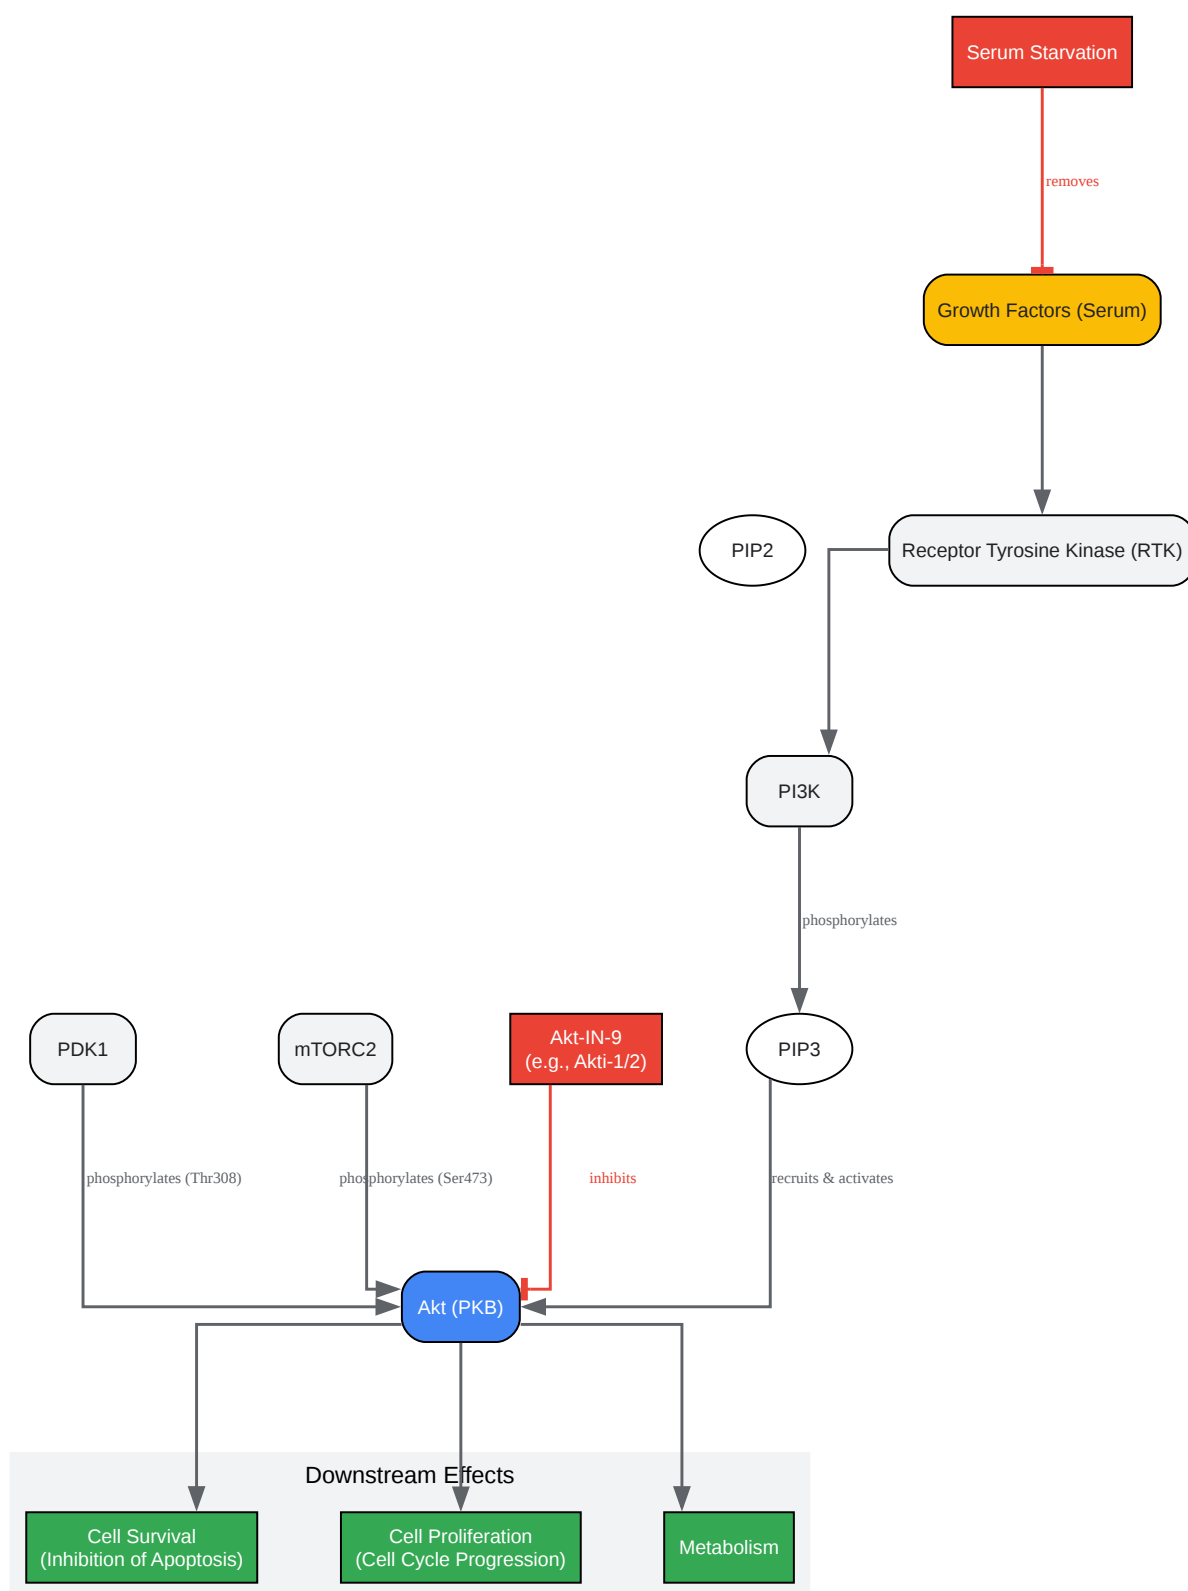 Serum Starvation
removes
Growth Factors (Serum)
PIP2
Receptor Tyrosine Kinase (RTK)
PI3K
phosphorylates
PDK1
mTORC2
Akt-IN-9
(e.g., Akti-1/2)
PIP3
phosphorylates (Thr308)
phosphorylates (Ser473)
inhibits
recruits & activates
Akt (PKB)
Downstream Effects
Cell Survival
(Inhibition of Apoptosis)
Cell Proliferation
(Cell Cycle Progression)
Metabolism